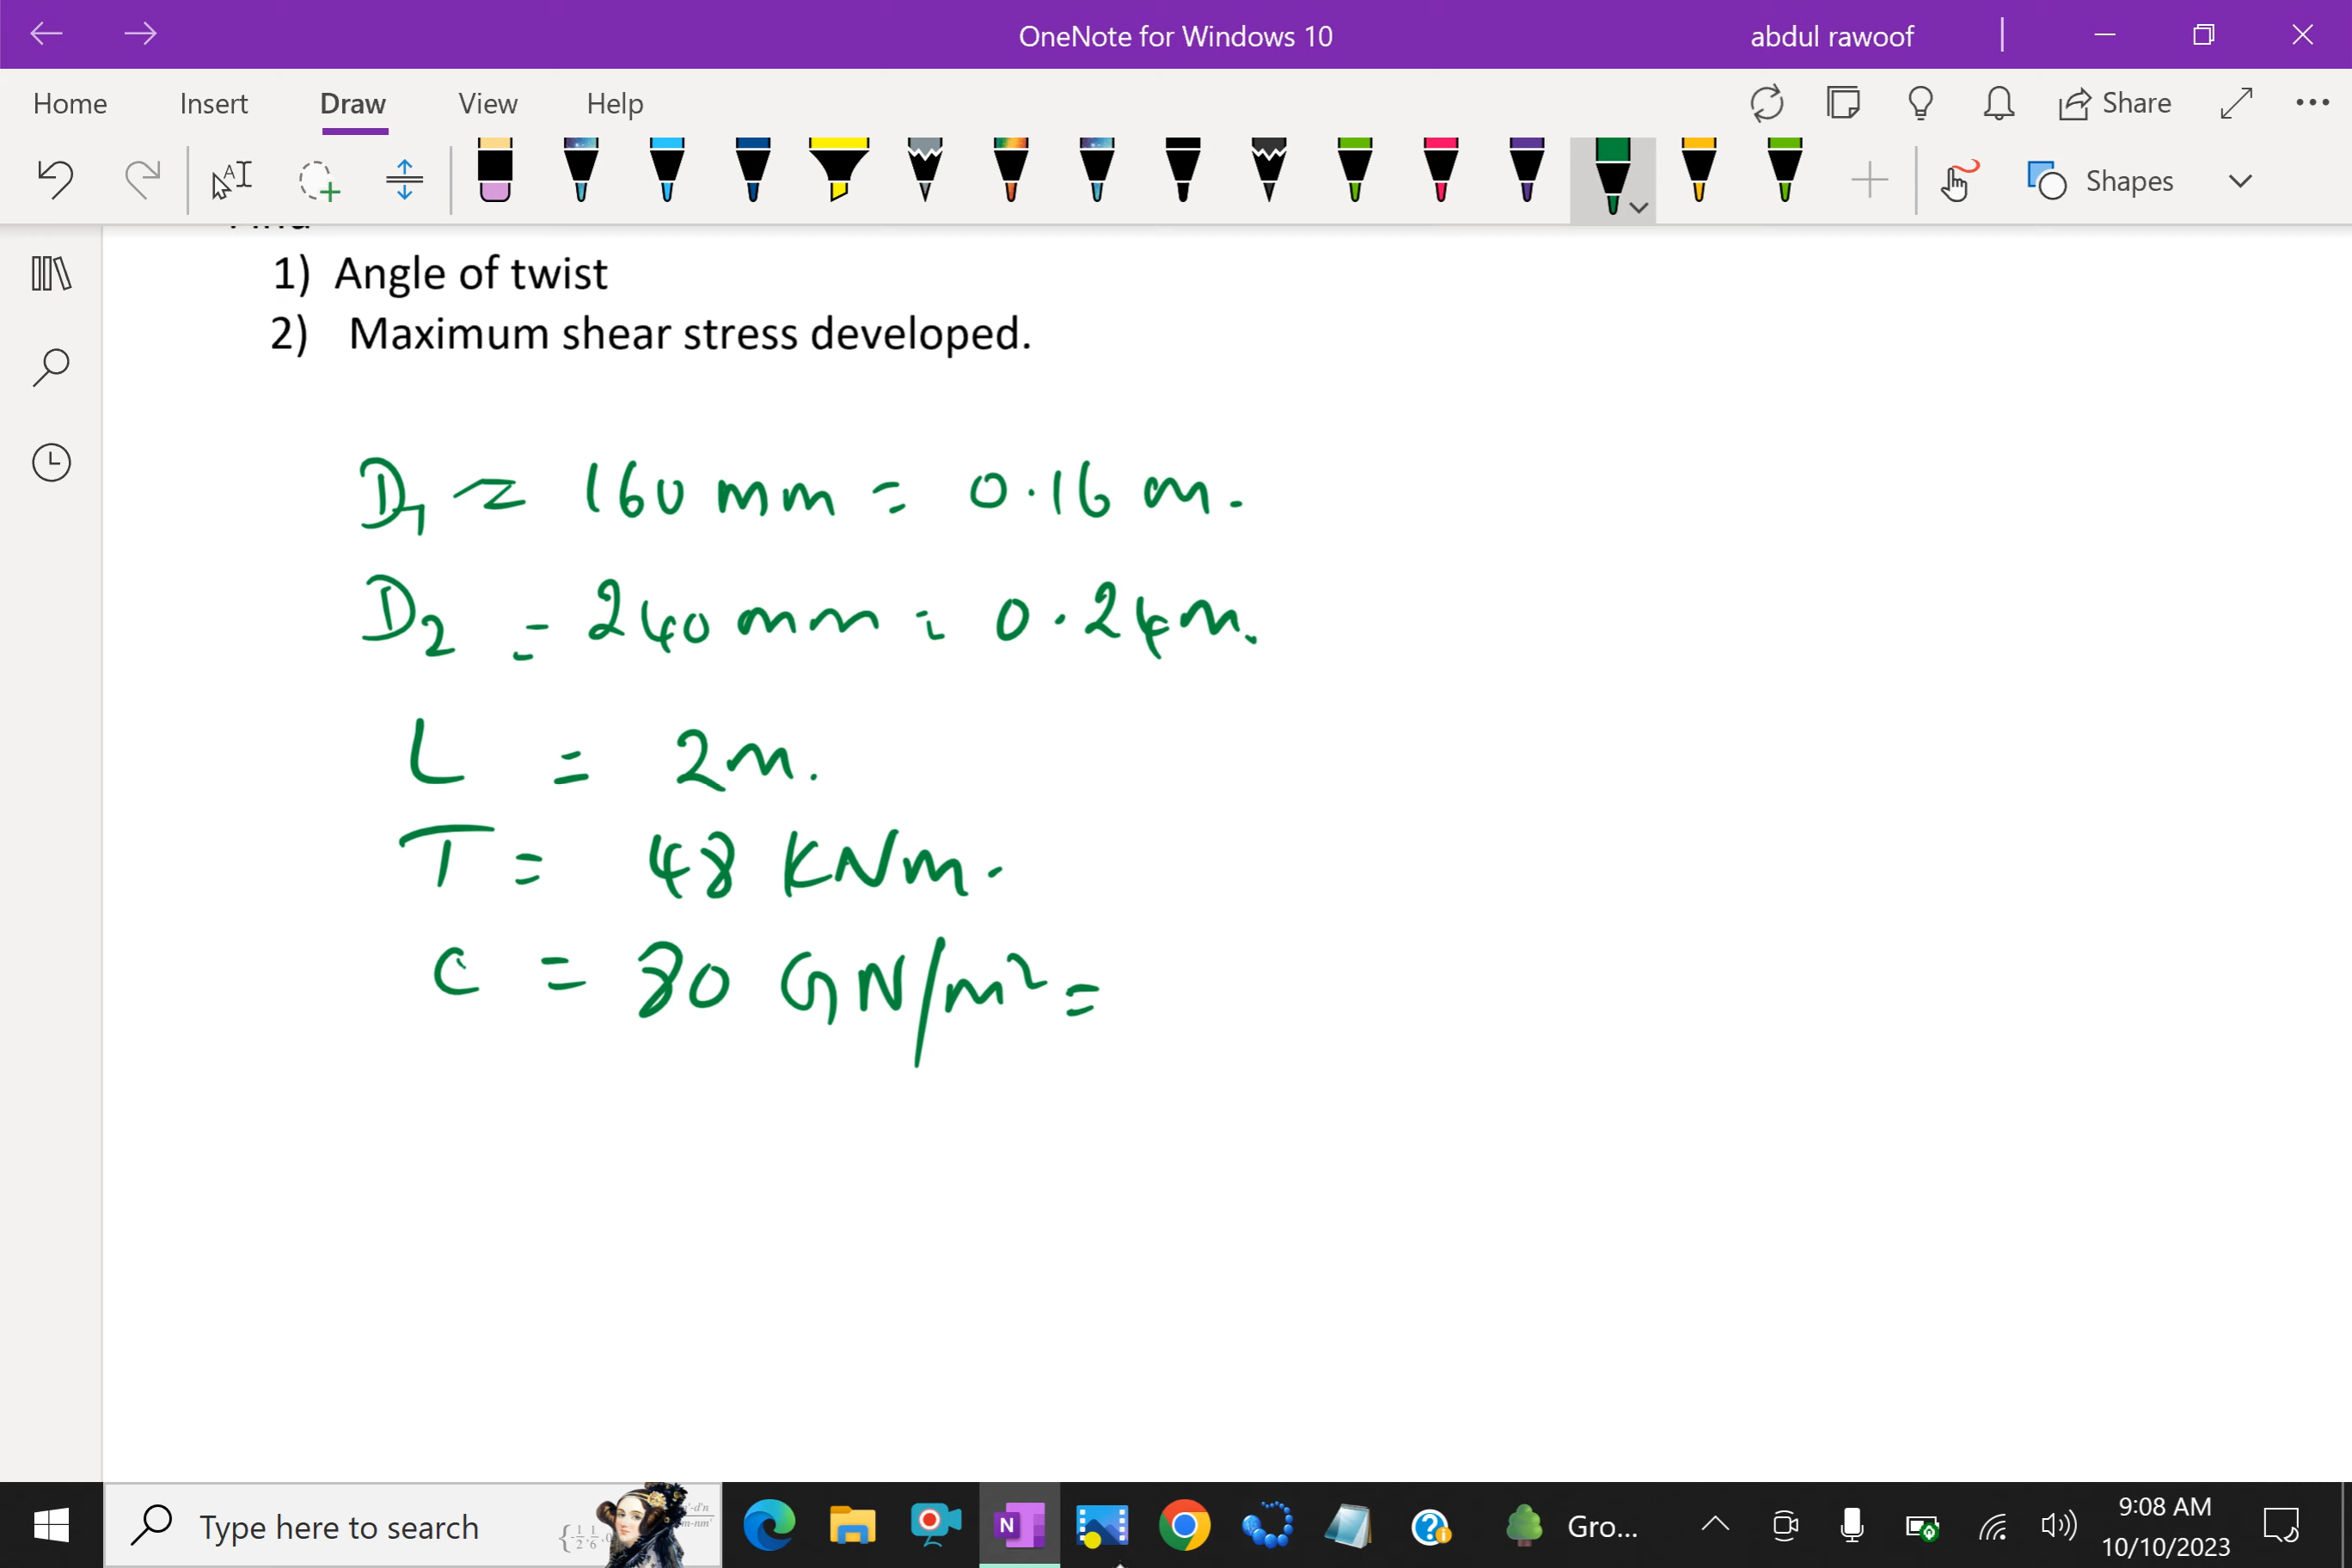 OneNote for Windows 10
abdul rawoof
Home Insert Draw View Help
Share
Shapes
1) Angle of twist
2) Maximum shear stress developed.
D1 = 160 mm = 0.16 m.
D2 = 240 mm = 0.24 m.
L = 2m.
T = 48 KNm.
C = 80 GN/m² =
Type here to search
Gro...
9:08 AM
10/10/2023